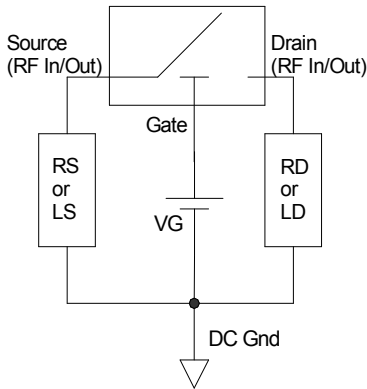 Source
(RF In/Out)
Drain
(RF In/Out)
Gate
RS
or
LS
RD
or
LD
VG
DC Gnd